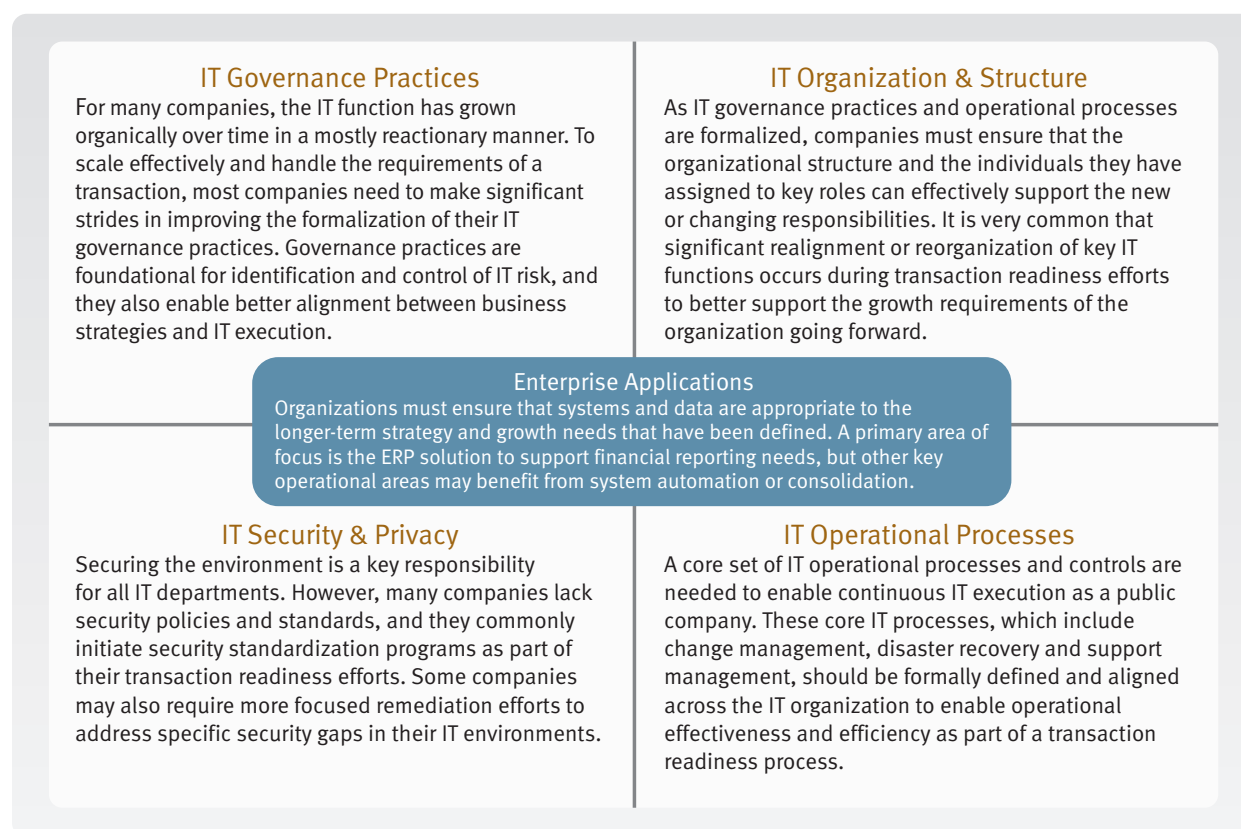 IT Governance Practices
For many companies, the IT function has grown
organically over time in a mostly reactionary manner. To
scale effectively and handle the requirements of a
transaction, most companies need to make significant
strides in improving the formalization of their IT
governance practices. Governance practices are
foundational for identification and control of IT risk, and
they also enable better alignment between business
strategies and IT execution.
IT Organization & Structure
As IT governance practices and operational processes
are formalized, companies must ensure that the
organizational structure and the individuals they have
assigned to key roles can effectively support the new
or changing responsibilities. It is very common that
significant realignment or reorganization of key IT
functions occurs during transaction readiness efforts
to better support the growth requirements of the
organization going forward.
Enterprise Applications
Organizations must ensure that systems and data are appropriate to the
longer-term strategy and growth needs that have been defined. A primary area of
focus is the ERP solution to support financial reporting needs, but other key
operational areas may benefit from system automation or consolidation.
IT Security & Privacy
Securing the environment is a key responsibility
for all IT departments. However, many companies lack
security policies and standards, and they commonly
initiate security standardization programs as part of
their transaction readiness efforts. Some companies
may also require more focused remediation efforts to
address specific security gaps in their IT environments.
IT Operational Processes
A core set of IT operational processes and controls are
needed to enable continuous IT execution as a public
company. These core IT processes, which include
change management, disaster recovery and support
management, should be formally defined and aligned
across the IT organization to enable operational
effectiveness and efficiency as part of a transaction
readiness process.